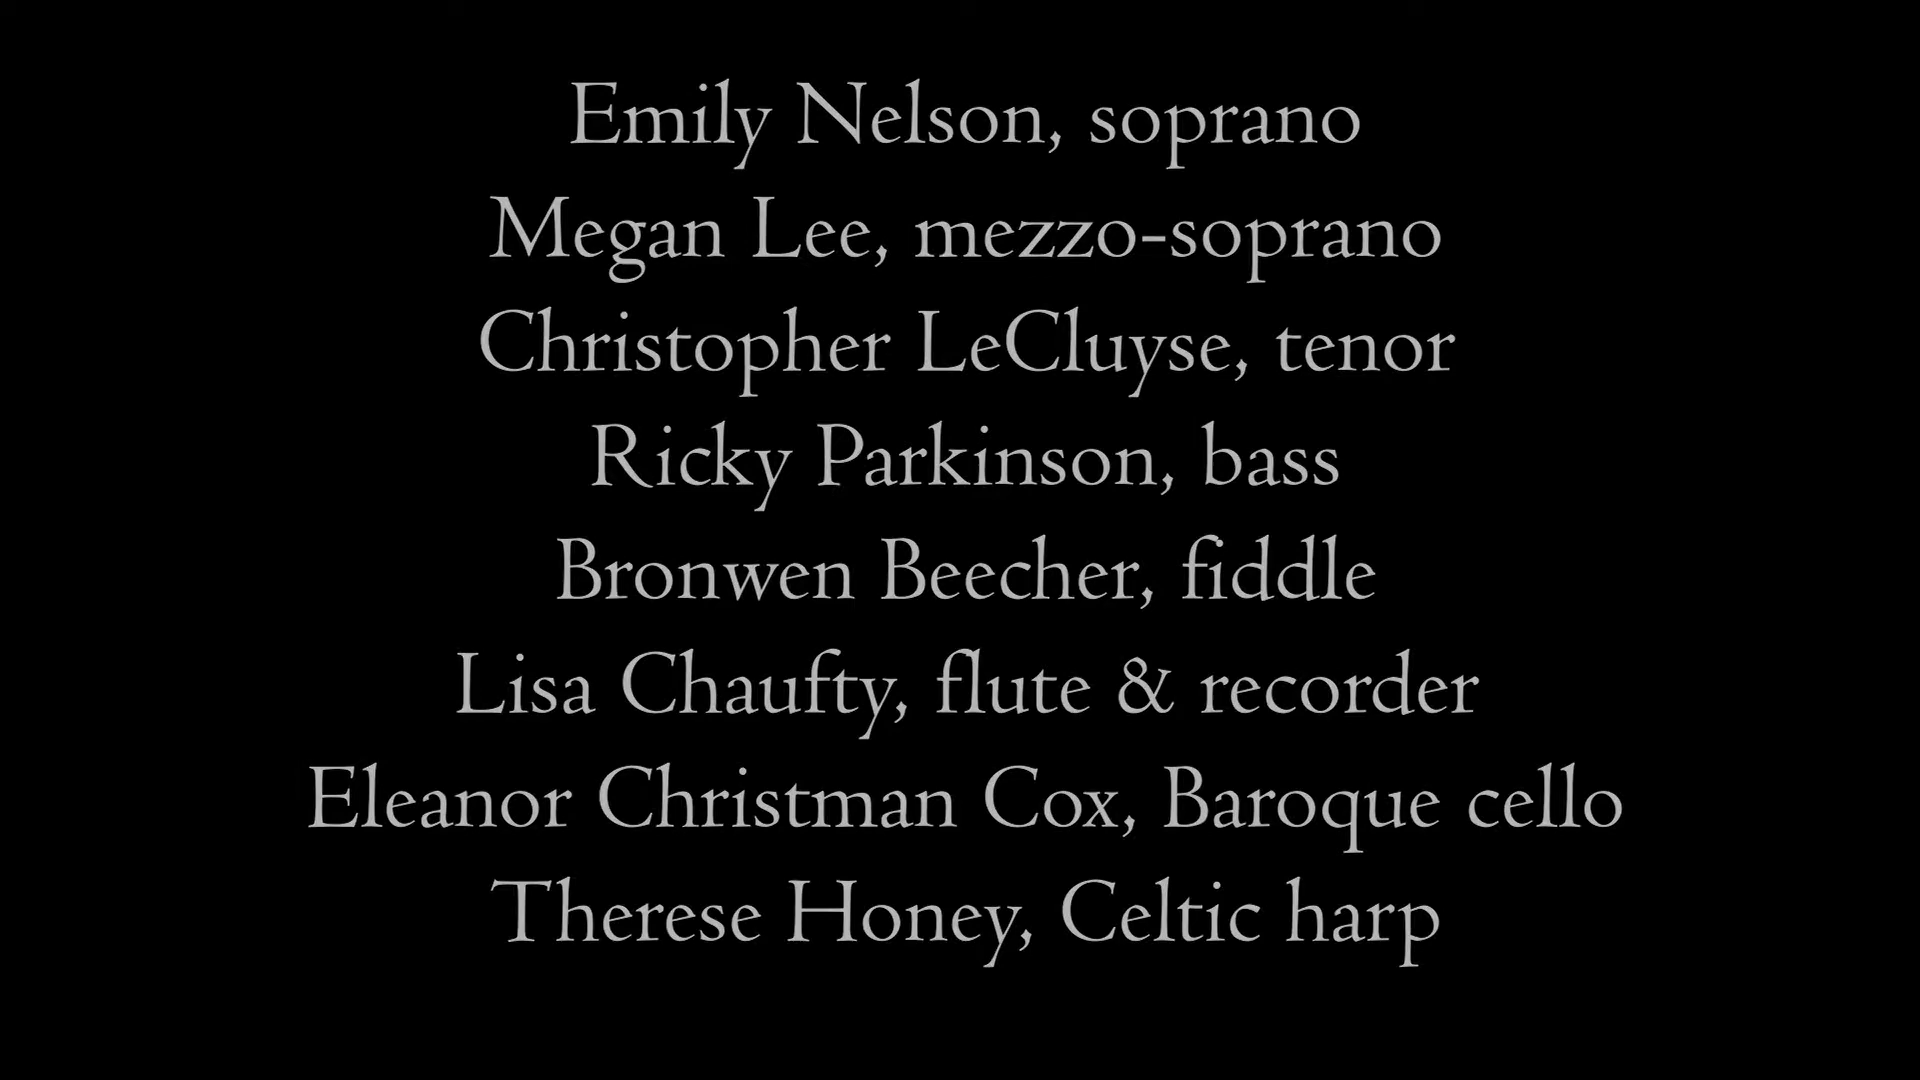 Emily Nelson, soprano
Megan Lee, mezzo-soprano
Christopher LeCluyse, tenor
Ricky Parkinson, bass
Bronwen Beecher, fiddle
Lisa Chaufty, flute & recorder
Eleanor Christman Cox, Baroque cello
Therese Honey, Celtic harp